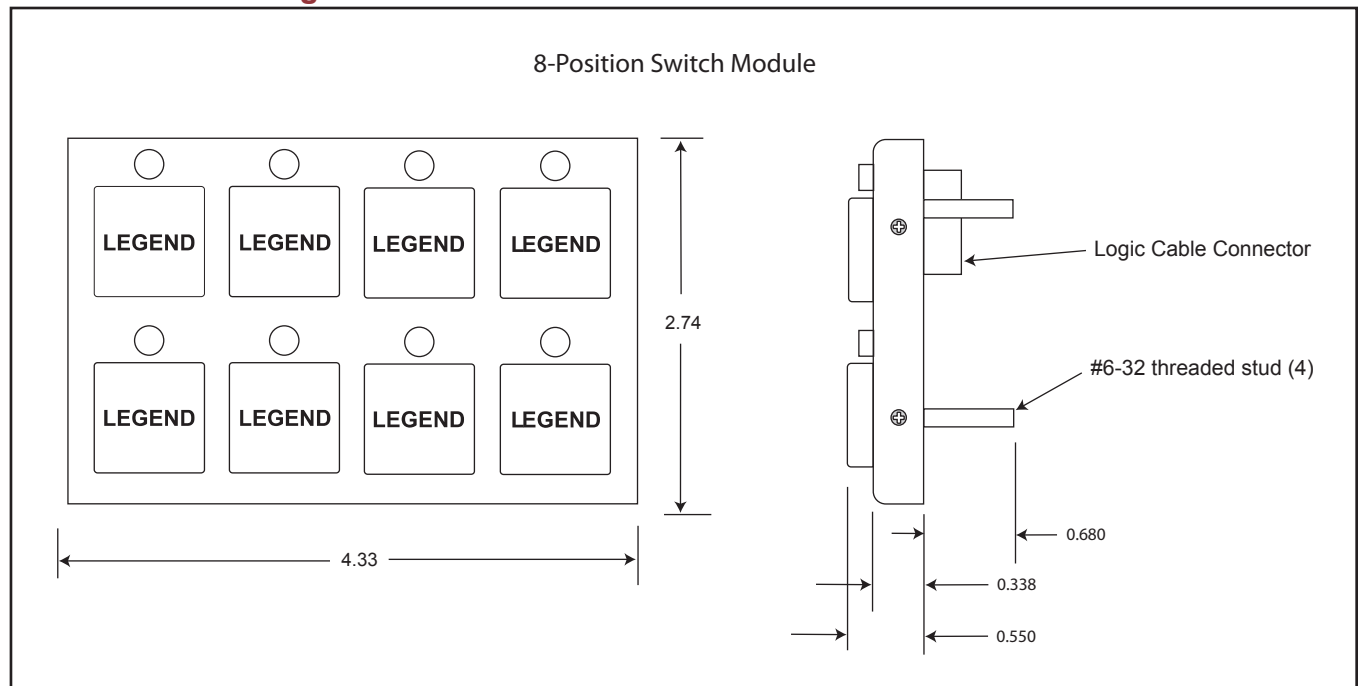 8-Position Switch Module
LEGEND LEGEND LEGEND LEGEND
LEGEND LEGEND LEGEND LEGEND
2.74
4.33
Logic Cable Connector
#6-32 threaded stud (4)
0.680
0.338
0.550